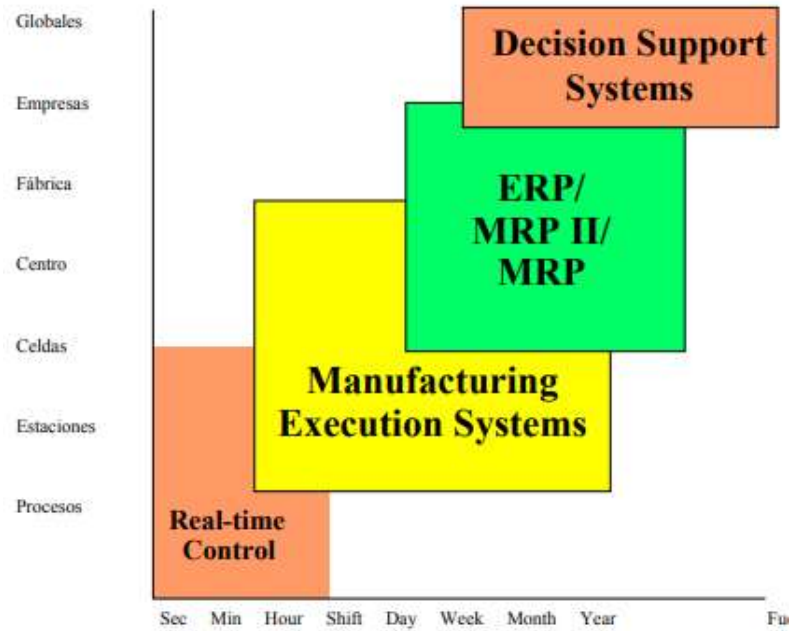 Globales
Decision Support
Systems
Empresas
Fábrica
ERP/
MRP II/
MRP
Centro
Celdas
Manufacturing
Execution Systems
Estaciones
Procesos
Real-time
Control
Sec Min Hour Shift Day Week Month Year